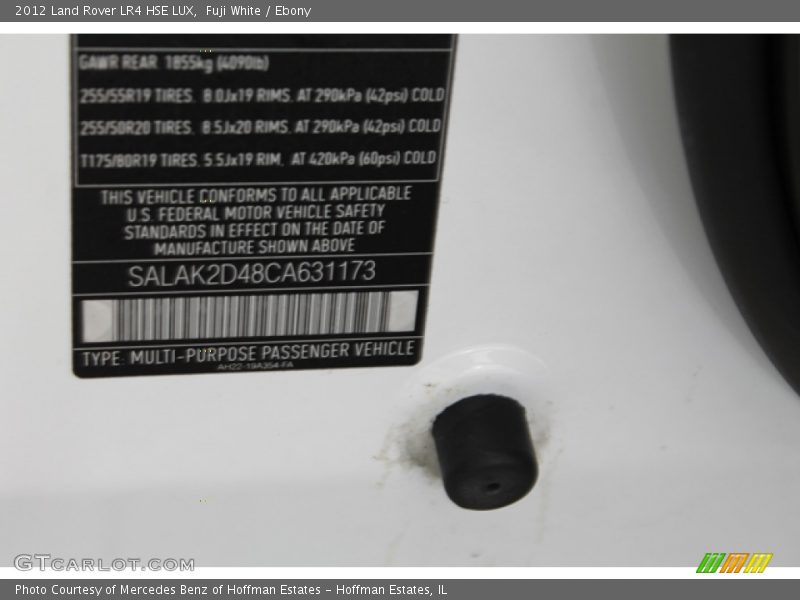 2012 Land Rover LR4 HSE LUX,  Fuji White / Ebony
GAWR REAR 1855kg (4090lb)
255/55R19 TIRES. 8.0Jx19 RIMS. AT 290kPa (42psi) COLD
255/50R20 TIRES. 8.5Jx20 RIMS. AT 290kPa (42psi) COLD
T175/80R19 TIRES. 5.5Jx19 RIM. AT 420kPa (60psi) COLD
THIS VEHICLE CONFORMS TO ALL APPLICABLE
U.S. FEDERAL MOTOR VEHICLE SAFETY
STANDARDS IN EFFECT ON THE DATE OF
MANUFACTURE SHOWN ABOVE
SALAK2D48CA631173
TYPE: MULTI-PURPOSE PASSENGER VEHICLE
AH22-19A354-FA
GTCARLOT.COM
Photo Courtesy of Mercedes Benz of Hoffman Estates - Hoffman Estates, IL